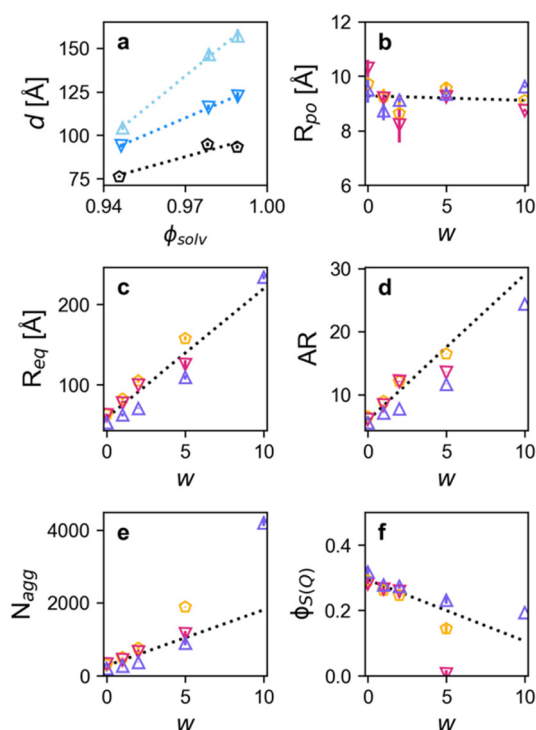 a
150
125
100
75
d [Å]
0.94 0.97 1.00
ϕsolv
b
10
8
6
Rpo [Å]
0 5 10
w
c
200
100
Req [Å]
0 5 10
w
d
30
20
10
AR
0 5 10
w
e
4000
2000
0
Nagg
0 5 10
w
f
0.4
0.2
0.0
ϕS(Q)
0 5 10
w